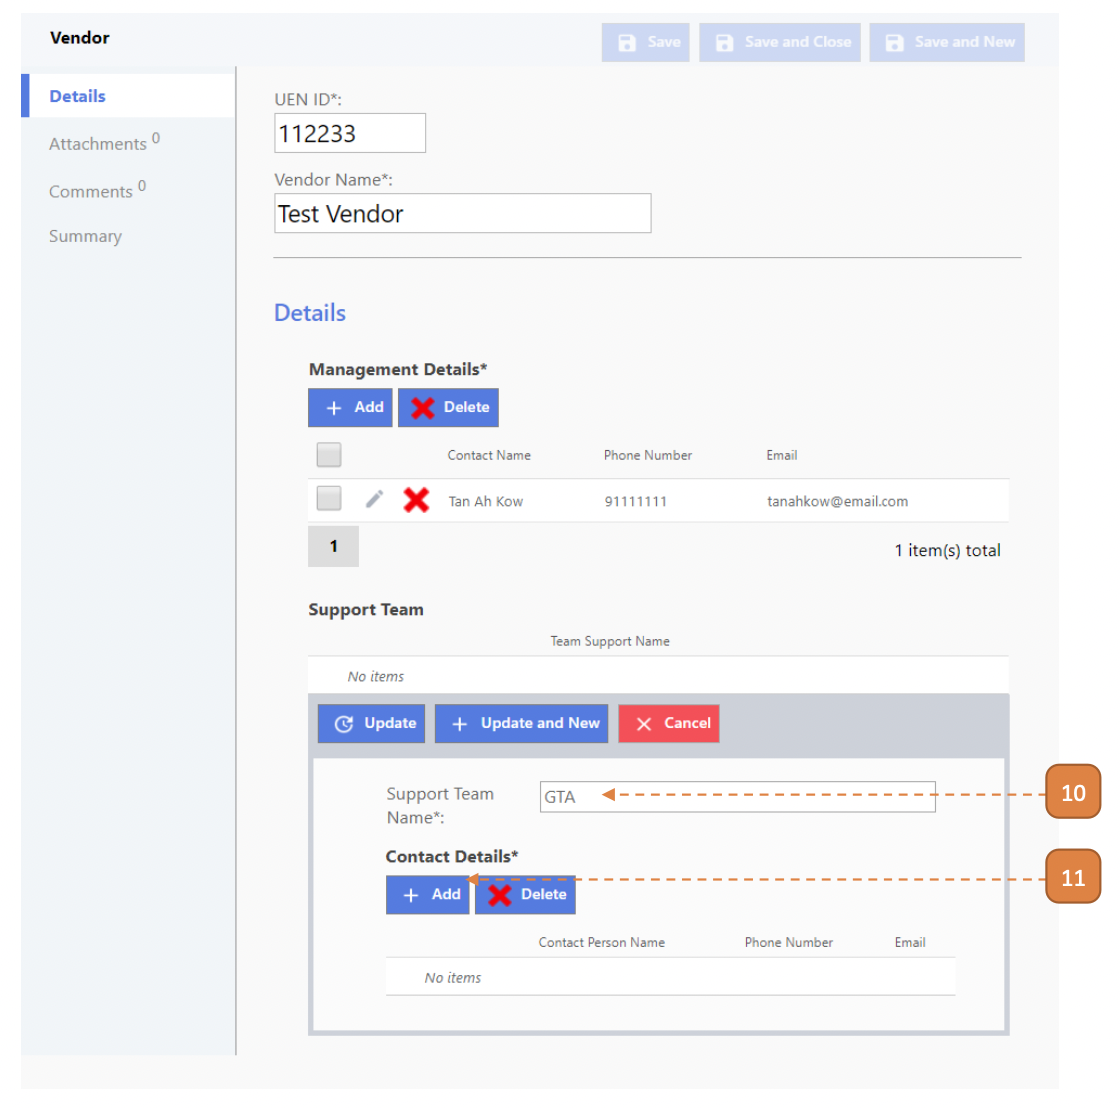 Vendor
Save
Save and Close
Save and New
Details
Attachments 0
Comments 0
Summary
UEN ID*:
112233
Vendor Name*:
Test Vendor
Details
Management Details*
+ Add
Delete
Contact Name Phone Number Email
Tan Ah Kow 91111111 tanahkow@email.com
1
1 item(s) total
Support Team
Team Support Name
No items
Update
+ Update and New
Cancel
Support Team
Name*:
GTA
10
Contact Details*
11
+ Add
Delete
Contact Person Name Phone Number Email
No items